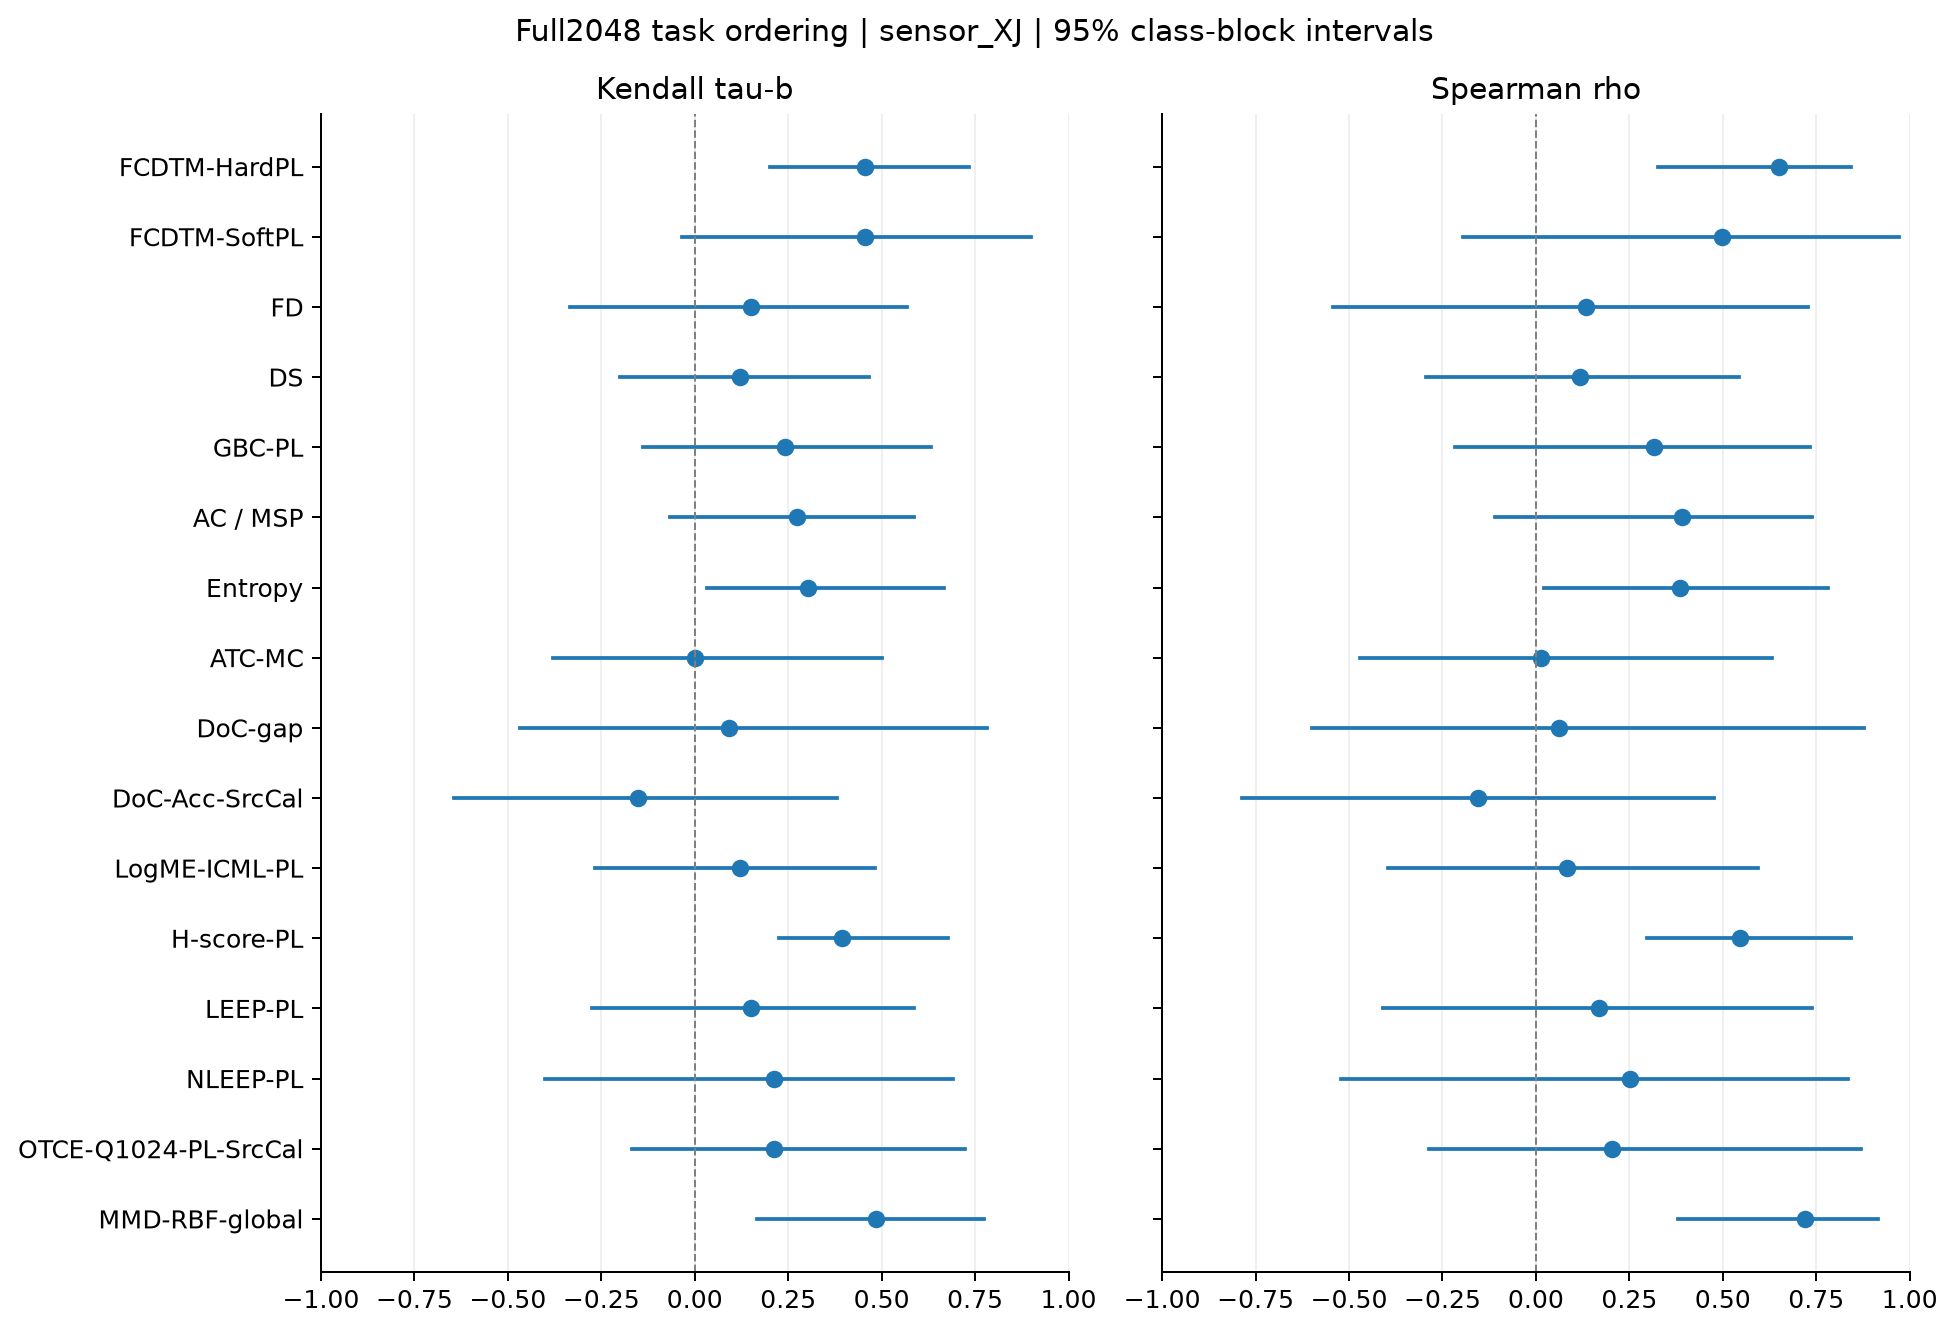 Full2048 task ordering | sensor_XJ | 95% class-block intervals
Kendall tau-b
Spearman rho
FCDTM-HardPL
FCDTM-SoftPL
FD
DS
GBC-PL
AC / MSP
Entropy
ATC-MC
DoC-gap
DoC-Acc-SrcCal
LogME-ICML-PL
H-score-PL
LEEP-PL
NLEEP-PL
OTCE-Q1024-PL-SrcCal
MMD-RBF-global
−1.00 −0.75 −0.50 −0.25 0.00 0.25 0.50 0.75 1.00
−1.00 −0.75 −0.50 −0.25 0.00 0.25 0.50 0.75 1.00